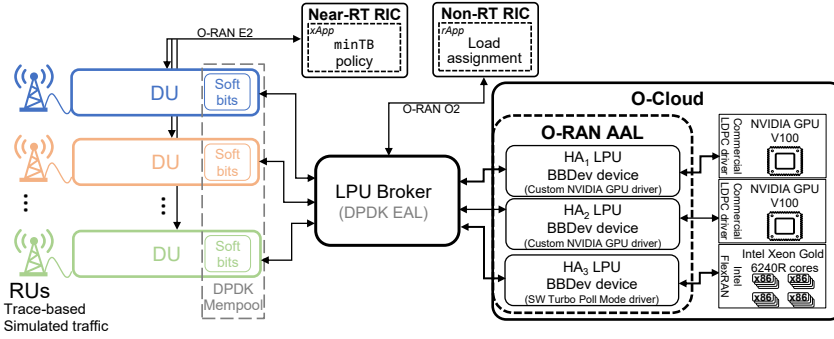 Near-RT RIC
xApp
minTB
policy
Non-RT RIC
rApp
Load
assignment
O-RAN E2
O-RAN O2
DU
Soft
bits
DU
Soft
bits
DU
Soft
bits
DPDK
Mempool
RUs
Trace-based
Simulated traffic
LPU Broker
(DPDK EAL)
O-Cloud
O-RAN AAL
HA1 LPU
BBDev device
(Custom NVIDIA GPU driver)
HA2 LPU
BBDev device
(Custom NVIDIA GPU driver)
HA3 LPU
BBDev device
(SW Turbo Poll Mode driver)
Commercial
LDPC driver
NVIDIA GPU
V100
Commercial
LDPC driver
NVIDIA GPU
V100
Intel
FlexRAN
Intel Xeon Gold
6240R cores
x86
x86
x86
x86